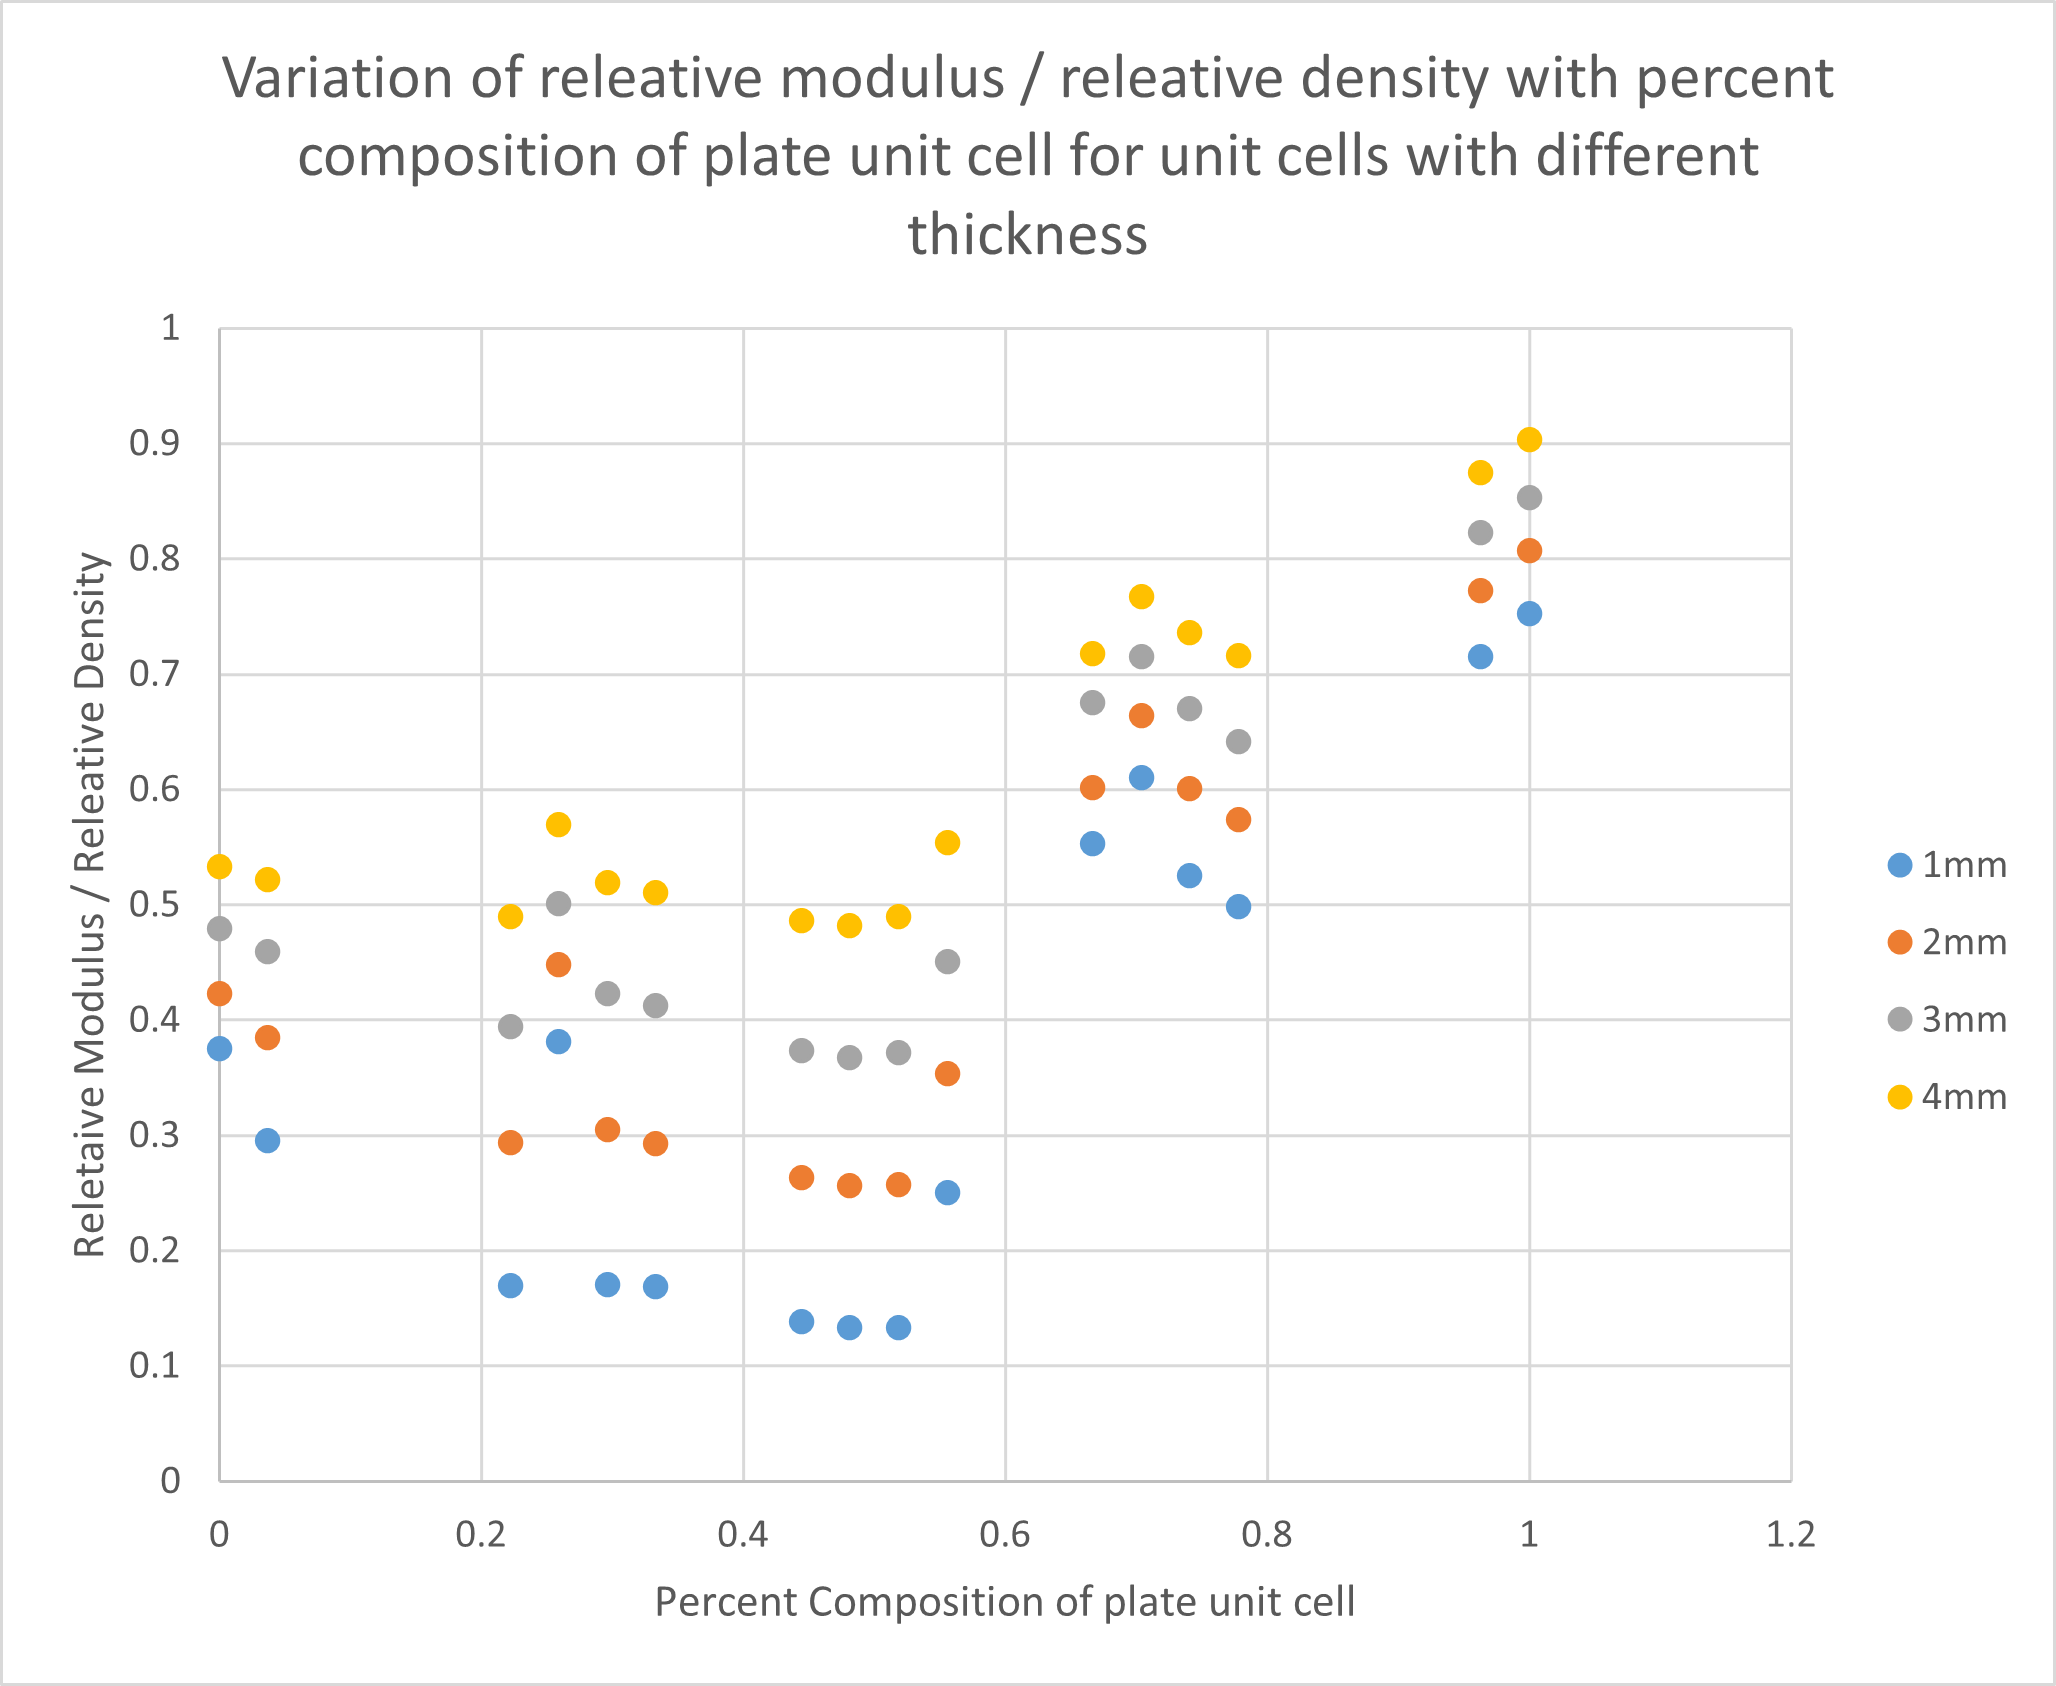 Variation of releative modulus / releative density with percent
composition of plate unit cell for unit cells with different
thickness
Reletaive Modulus / Releative Density
1
0.9
0.8
0.7
0.6
0.5
0.4
0.3
0.2
0.1
0
0 0.2 0.4 0.6 0.8 1 1.2
Percent Composition of plate unit cell
1mm
2mm
3mm
4mm